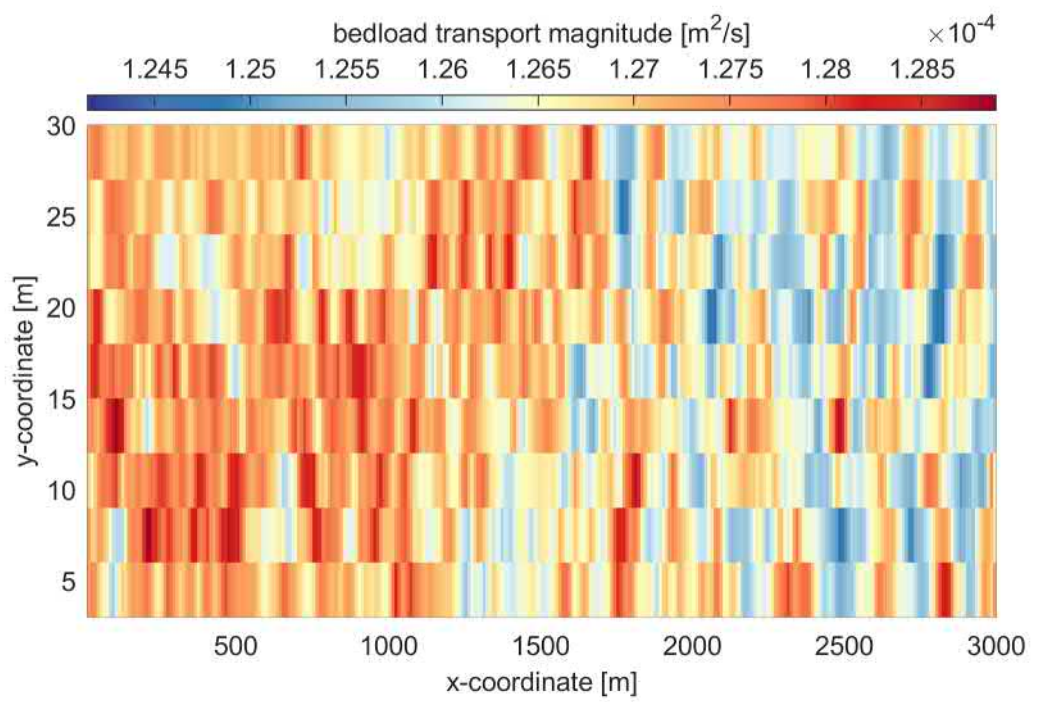 bedload transport magnitude [m²/s]
×10⁻⁴
1.245 1.25 1.255 1.26 1.265 1.27 1.275 1.28 1.285
30
25
20
15
10
5
y-coordinate [m]
500 1000 1500 2000 2500 3000
x-coordinate [m]